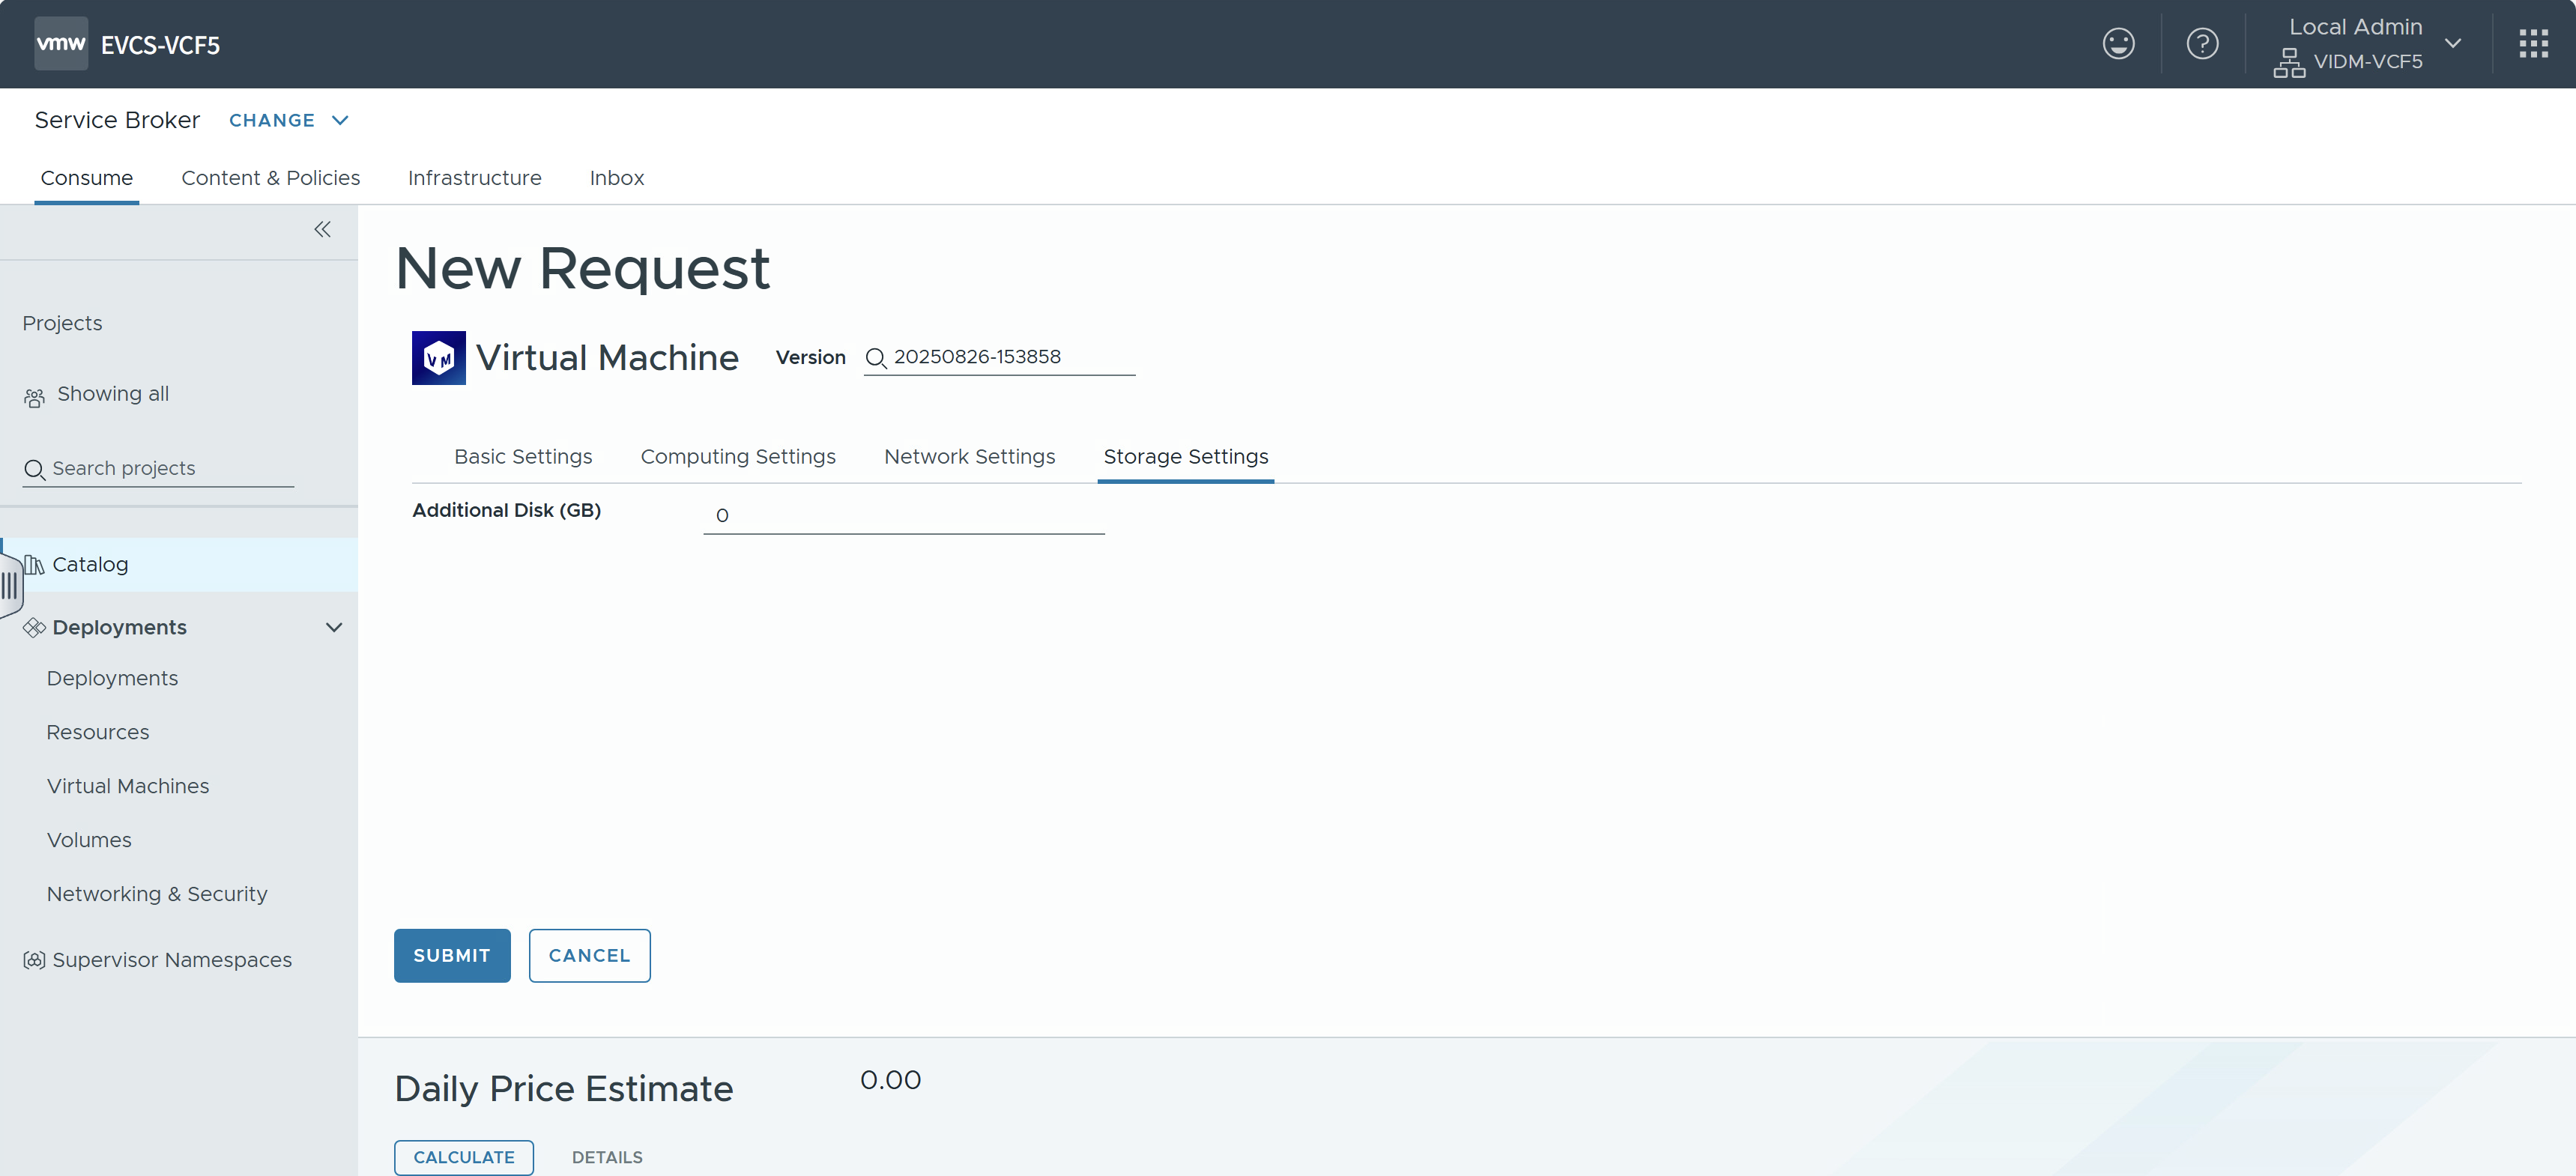 vmw EVCS-VCF5
Local Admin
VIDM-VCF5
Service Broker CHANGE
Consume Content & Policies Infrastructure Inbox
Projects
Showing all
Search projects
Catalog
Deployments
Deployments
Resources
Virtual Machines
Volumes
Networking & Security
Supervisor Namespaces
New Request
VM Virtual Machine Version 20250826-153858
Basic Settings Computing Settings Network Settings Storage Settings
Additional Disk (GB) 0
SUBMIT CANCEL
Daily Price Estimate 0.00
CALCULATE DETAILS